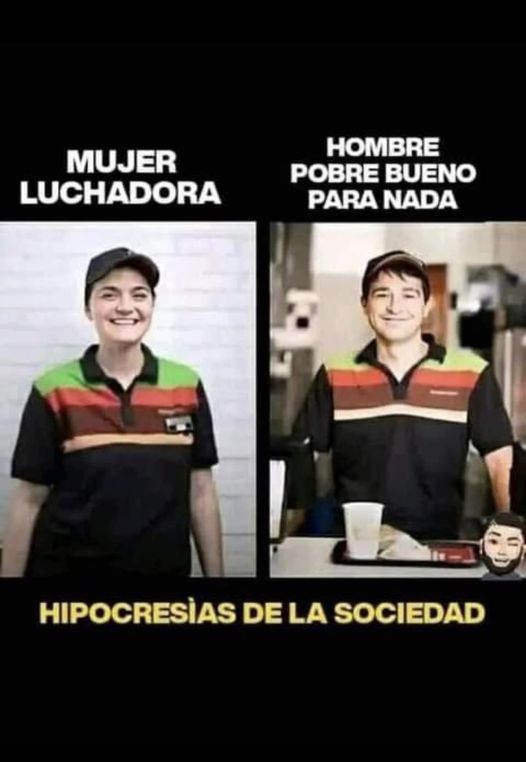 MUJER
LUCHADORA
HOMBRE
POBRE BUENO
PARA NADA
HIPOCRESÌAS DE LA SOCIEDAD